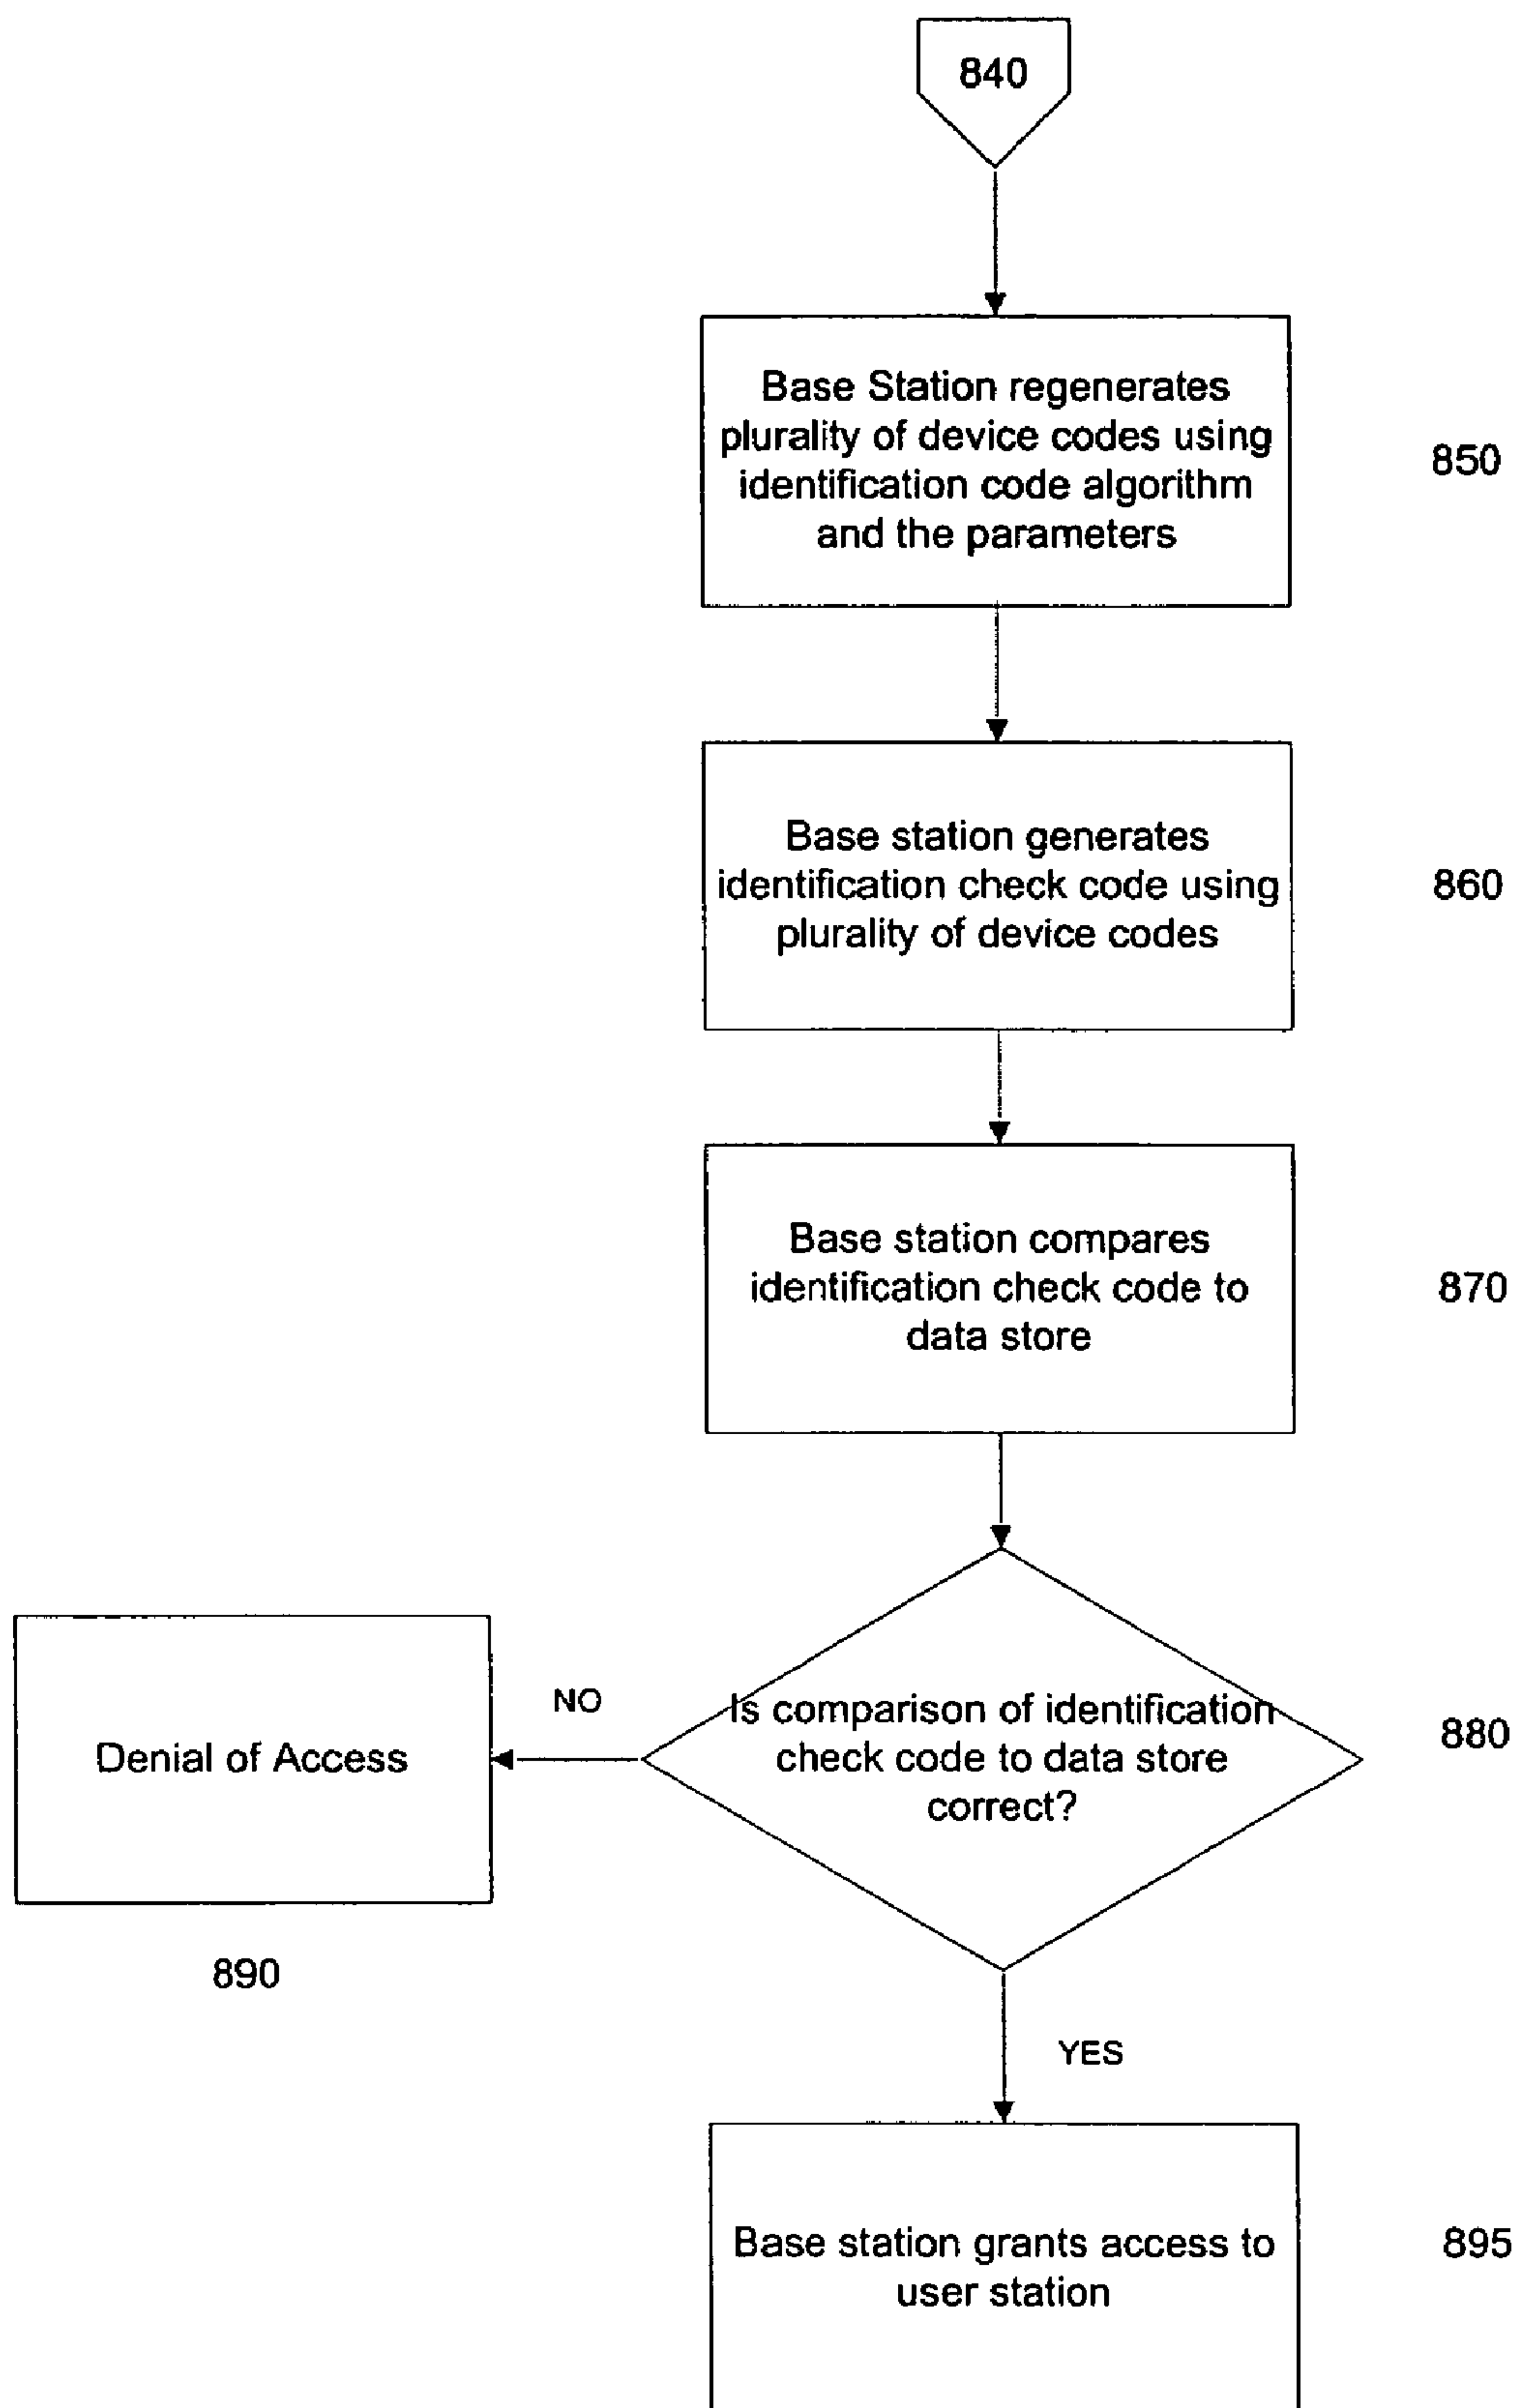 840
Base Station regenerates
plurality of device codes using
identification code algorithm
and the parameters
850
Base station generates
identification check code using
plurality of device codes
860
Base station compares
identification check code to
data store
870
Is comparison of identification
check code to data store
correct?
880
NO
Denial of Access
890
YES
Base station grants access to
user station
895